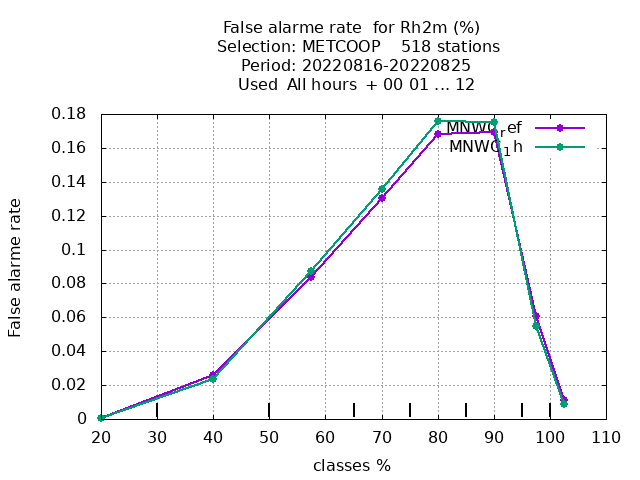 False alarme rate for Rh2m (%)
Selection: METCOOP 518 stations
Period: 20220816-20220825
Used All hours + 00 01 ... 12
0.18
0.16
0.14
0.12
0.1
0.08
0.06
0.04
0.02
0
False alarme rate
MNWC_ref
MNWC_1h
20 30 40 50 60 70 80 90 100 110
classes %